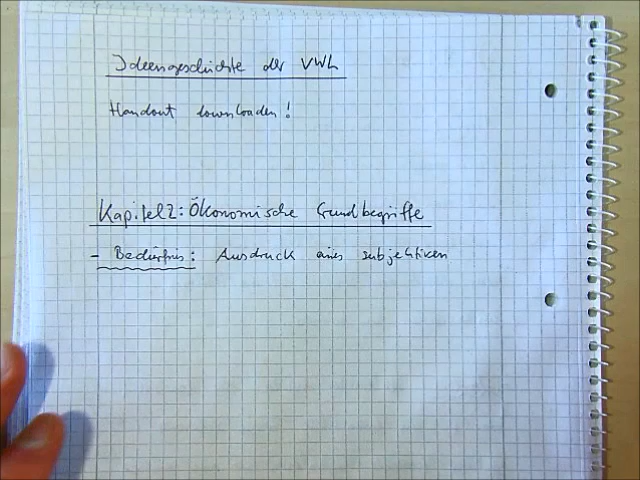 Ideengeschichte der VWL
Handout downloaden!
Kapitel 2: Ökonomische Grundbegriffe
- Bedürfnis: Ausdruck eines subjektiven